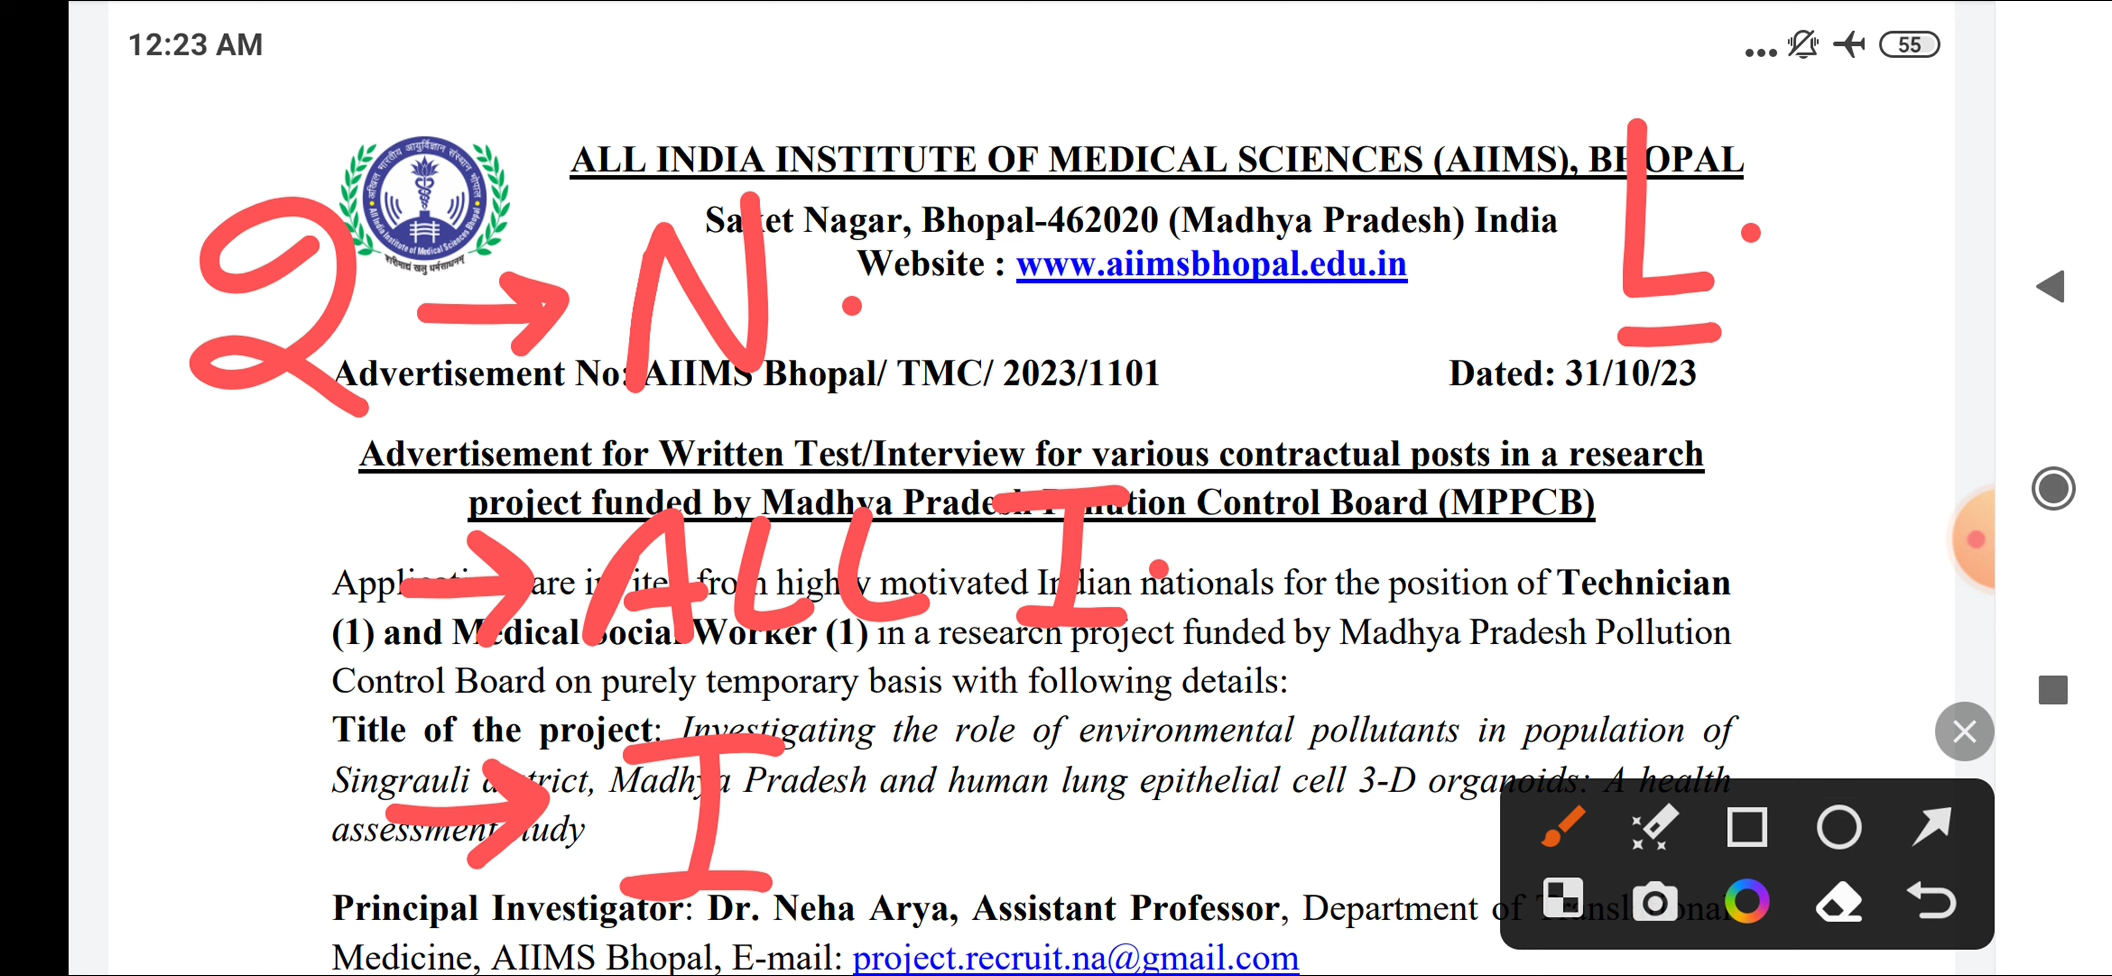 12:23 AM
55
ALL INDIA INSTITUTE OF MEDICAL SCIENCES (AIIMS), BHOPAL
L.
Saket Nagar, Bhopal-462020 (Madhya Pradesh) India
Website : www.aiimsbhopal.edu.in
2 → N.
Advertisement No: AIIMS Bhopal/ TMC/ 2023/1101 Dated: 31/10/23
Advertisement for Written Test/Interview for various contractual posts in a research
project funded by Madhya Pradesh Pollution Control Board (MPPCB)
→ ALL I.
Applications are invited from highly motivated Indian nationals for the position of Technician
(1) and Medical Social Worker (1) in a research project funded by Madhya Pradesh Pollution
Control Board on purely temporary basis with following details:
Title of the project: Investigating the role of environmental pollutants in population of
Singrauli district, Madhya Pradesh and human lung epithelial cell 3-D organoids: A health
→ I
assessment study
Principal Investigator: Dr. Neha Arya, Assistant Professor, Department of Translational
Medicine, AIIMS Bhopal, E-mail: project.recruit.na@gmail.com